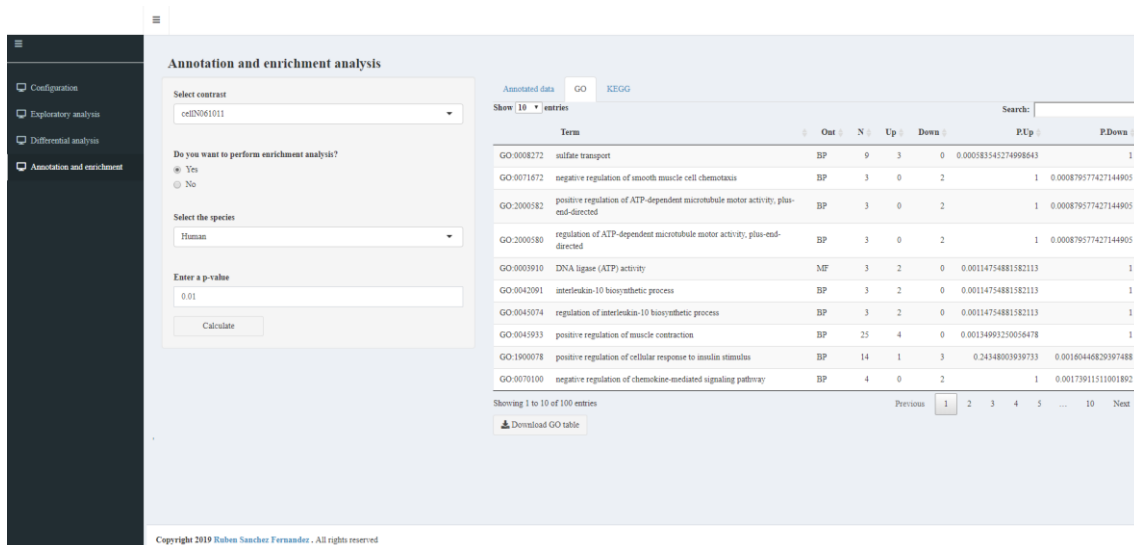 Configuration
Exploratory analysis
Differential analysis
Annotation and enrichment
Annotation and enrichment analysis
Select contrast
cellN061011
Do you want to perform enrichment analysis?
Yes
No
Select the species
Human
Enter a p-value
0.01
Calculate
Annotated data GO KEGG
Show 10 entries
Search:
Term Ont N Up Down P.Up P.Down
GO:0008272 sulfate transport BP 9 3 0 0.000583545274998643 1
GO:0071672 negative regulation of smooth muscle cell chemotaxis BP 3 0 2 1 0.000879577427144905
GO:2000582 positive regulation of ATP-dependent microtubule motor activity, plus-
end-directed BP 3 0 2 1 0.000879577427144905
GO:2000580 regulation of ATP-dependent microtubule motor activity, plus-end-
directed BP 3 0 2 1 0.000879577427144905
GO:0003910 DNA ligase (ATP) activity MF 3 2 0 0.00114754881582113 1
GO:0042091 interleukin-10 biosynthetic process BP 3 2 0 0.00114754881582113 1
GO:0045074 regulation of interleukin-10 biosynthetic process BP 3 2 0 0.00114754881582113 1
GO:0045933 positive regulation of muscle contraction BP 25 4 0 0.00134993250056478 1
GO:1900078 positive regulation of cellular response to insulin stimulus BP 14 1 3 0.24348003939733 0.00160446829397488
GO:0070100 negative regulation of chemokine-mediated signaling pathway BP 4 0 2 1 0.00173911511001892
Showing 1 to 10 of 100 entries
Previous 1 2 3 4 5 ... 10 Next
Download GO table
Copyright 2019 Ruben Sanchez Fernandez . All rights reserved